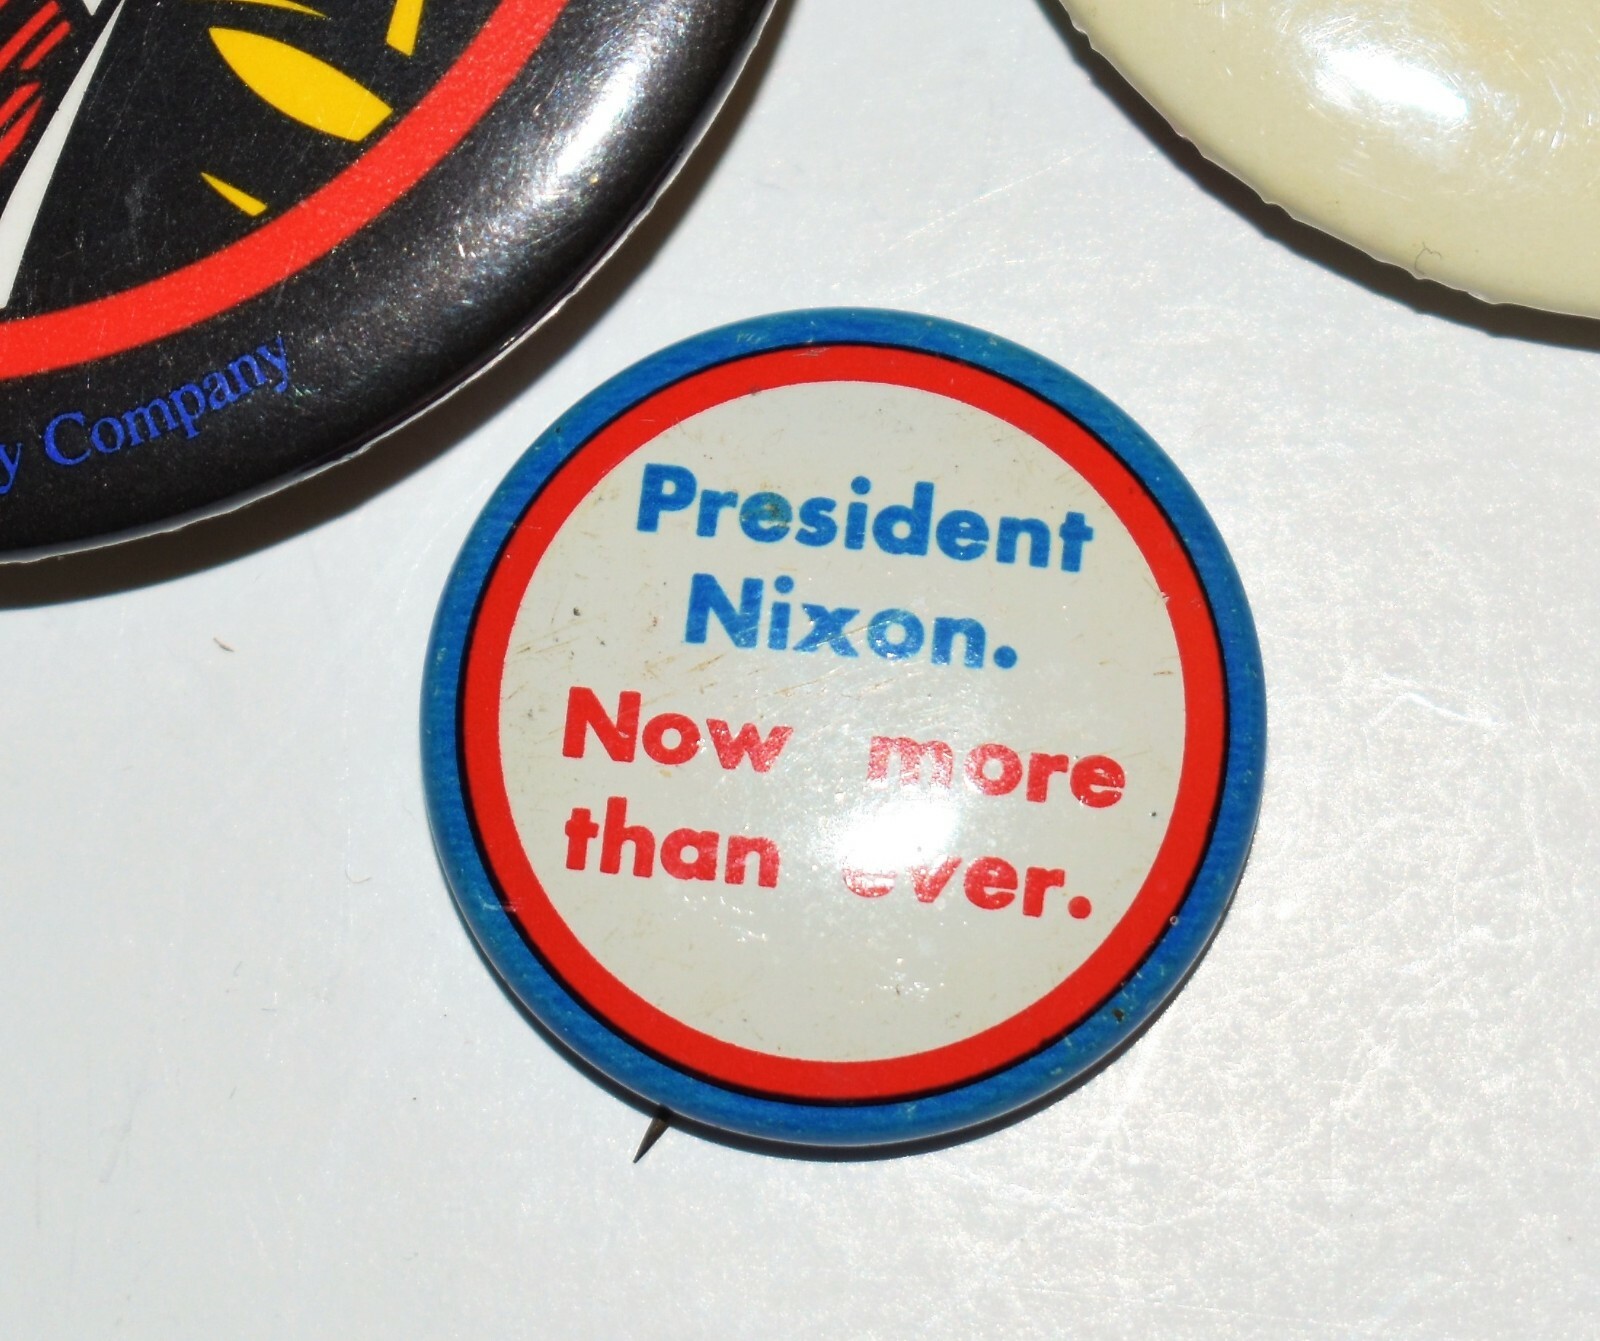 Company
President
Nixon.
Now more
than ever.